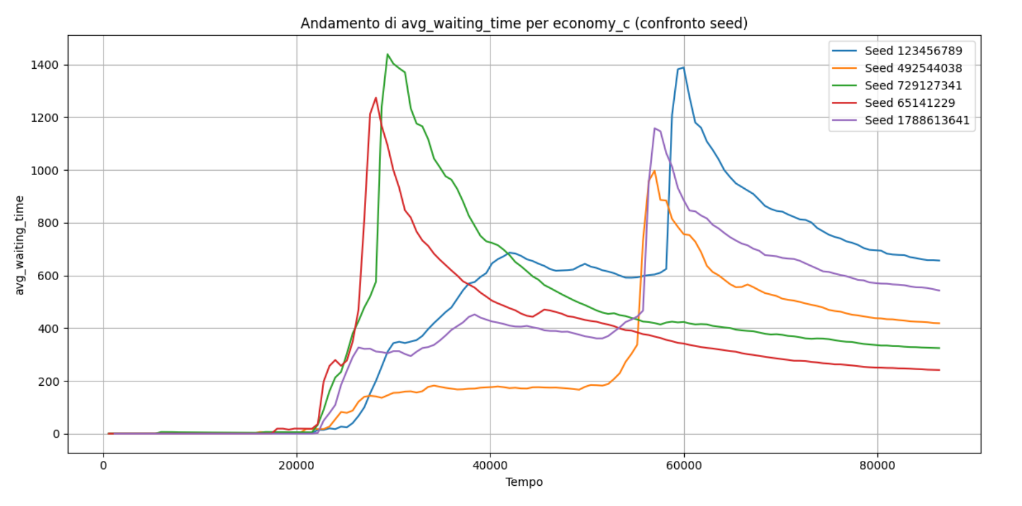 Andamento di avg_waiting_time per economy_c (confronto seed)
Seed 123456789
Seed 492544038
Seed 729127341
Seed 65141229
Seed 1788613641
1400
1200
1000
800
600
400
200
0
avg_waiting_time
0 20000 40000 60000 80000
Tempo